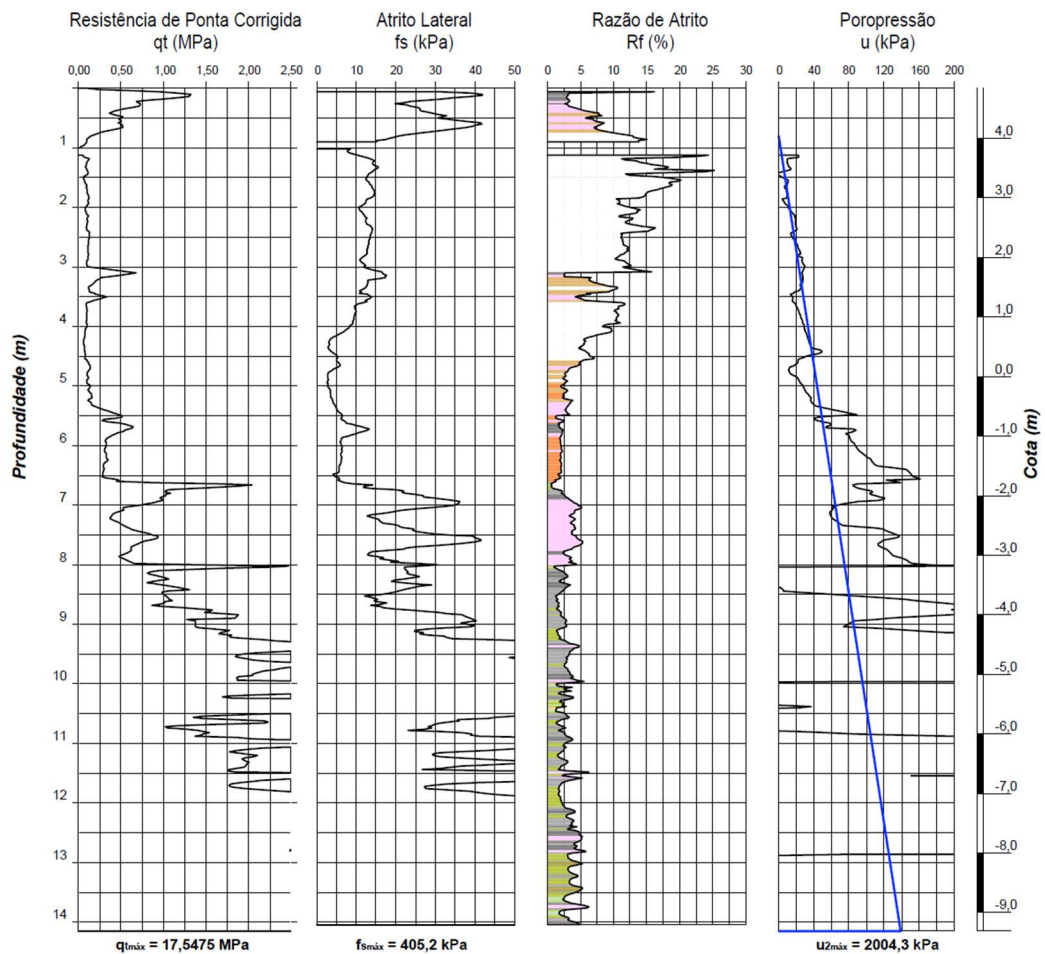 Resistência de Ponta Corrigida
qt (MPa)
Atrito Lateral
fs (kPa)
Razão de Atrito
Rf (%)
Poropressão
u (kPa)
0,00 0,50 1,00 1,50 2,00 2,50
0 10 20 30 40 50
0 5 10 15 20 25 30
0 40 80 120 160 200
Profundidade (m)
1
2
3
4
5
6
7
8
9
10
11
12
13
14
4,0
3,0
2,0
1,0
0,0
-1,0
-2,0
-3,0
-4,0
-5,0
-6,0
-7,0
-8,0
-9,0
Cota (m)
qtmáx = 17,5475 MPa
fsmáx = 405,2 kPa
u2máx = 2004,3 kPa